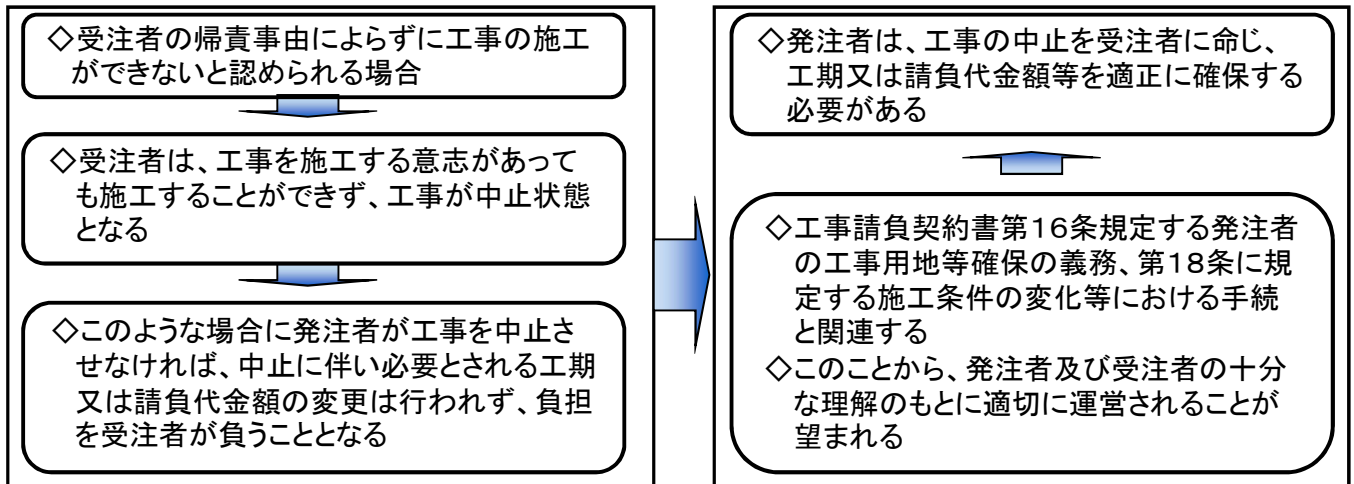 ◇受注者の帰責事由によらずに工事の施工
ができないと認められる場合
◇受注者は、工事を施工する意志があって
も施工することができず、工事が中止状態
となる
◇このような場合に発注者が工事を中止さ
せなければ、中止に伴い必要とされる工期
又は請負代金額の変更は行われず、負担
を受注者が負うこととなる
◇発注者は、工事の中止を受注者に命じ、
工期又は請負代金額等を適正に確保する
必要がある
◇工事請負契約書第16条規定する発注者
の工事用地等確保の義務、第18条に規
定する施工条件の変化等における手続
と関連する
◇このことから、発注者及び受注者の十分
な理解のもとに適切に運営されることが
望まれる